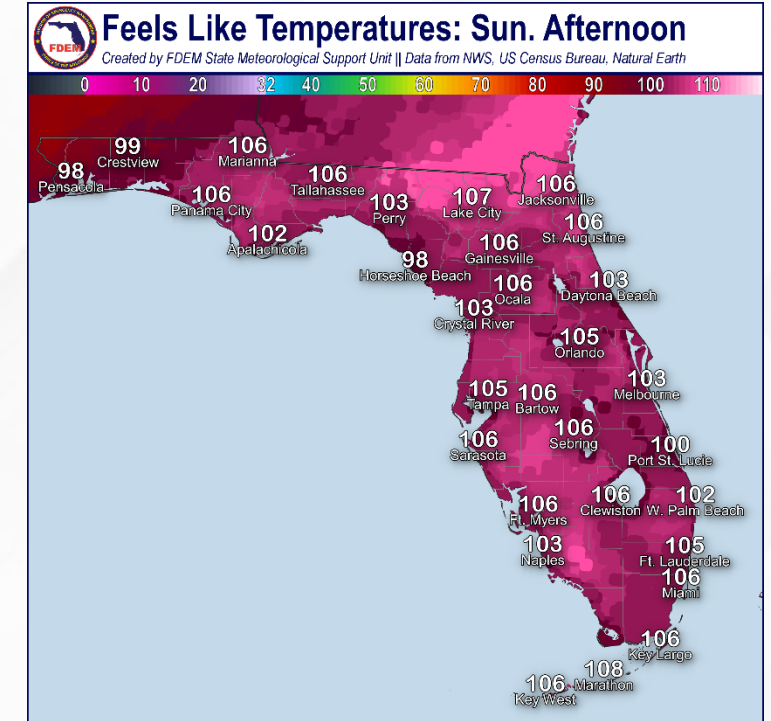 Feels Like Temperatures: Sun. Afternoon
Created by FDEM State Meteorological Support Unit || Data from NWS, US Census Bureau, Natural Earth
FDEM
0 10 20 32 40 50 60 70 80 90 100 110
99
Crestview
106
Marianna
98
Pensacola
106
Tallahassee
106
Panama City
103
Perry
107
Lake City
106
Jacksonville
102
Apalachicola
106
St. Augustine
106
Gainesville
98
Horseshoe Beach
106
Ocala
103
Daytona Beach
103
Crystal River
105
Orlando
103
Melbourne
105
Tampa
106
Bartow
106
Sebring
106
Sarasota
100
Port St. Lucie
106
Ft. Myers
106
Clewiston
102
W. Palm Beach
103
Naples
105
Ft. Lauderdale
106
Miami
106
Key Largo
108
Marathon
106
Key West